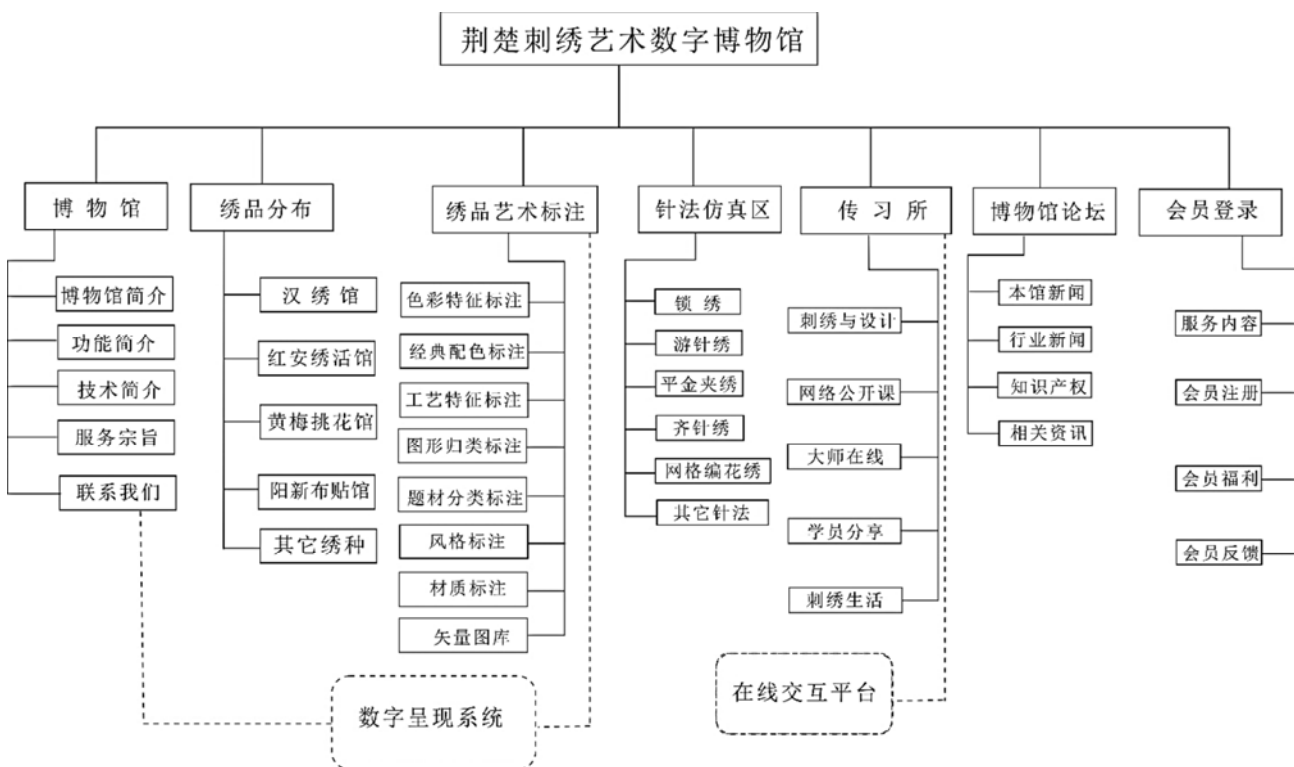 荆楚刺绣艺术数字博物馆
博物馆
博物馆简介
功能简介
技术简介
服务宗旨
联系我们
绣品分布
汉绣馆
红安绣活馆
黄梅挑花馆
阳新布贴馆
其它绣种
绣品艺术标注
色彩特征标注
经典配色标注
工艺特征标注
图形归类标注
题材分类标注
风格标注
材质标注
矢量图库
针法仿真区
锁绣
游针绣
平金夹绣
齐针绣
网格编花绣
其它针法
传习所
刺绣与设计
网络公开课
大师在线
学员分享
刺绣生活
博物馆论坛
本馆新闻
行业新闻
知识产权
相关资讯
会员登录
服务内容
会员注册
会员福利
会员反馈
数字呈现系统
在线交互平台